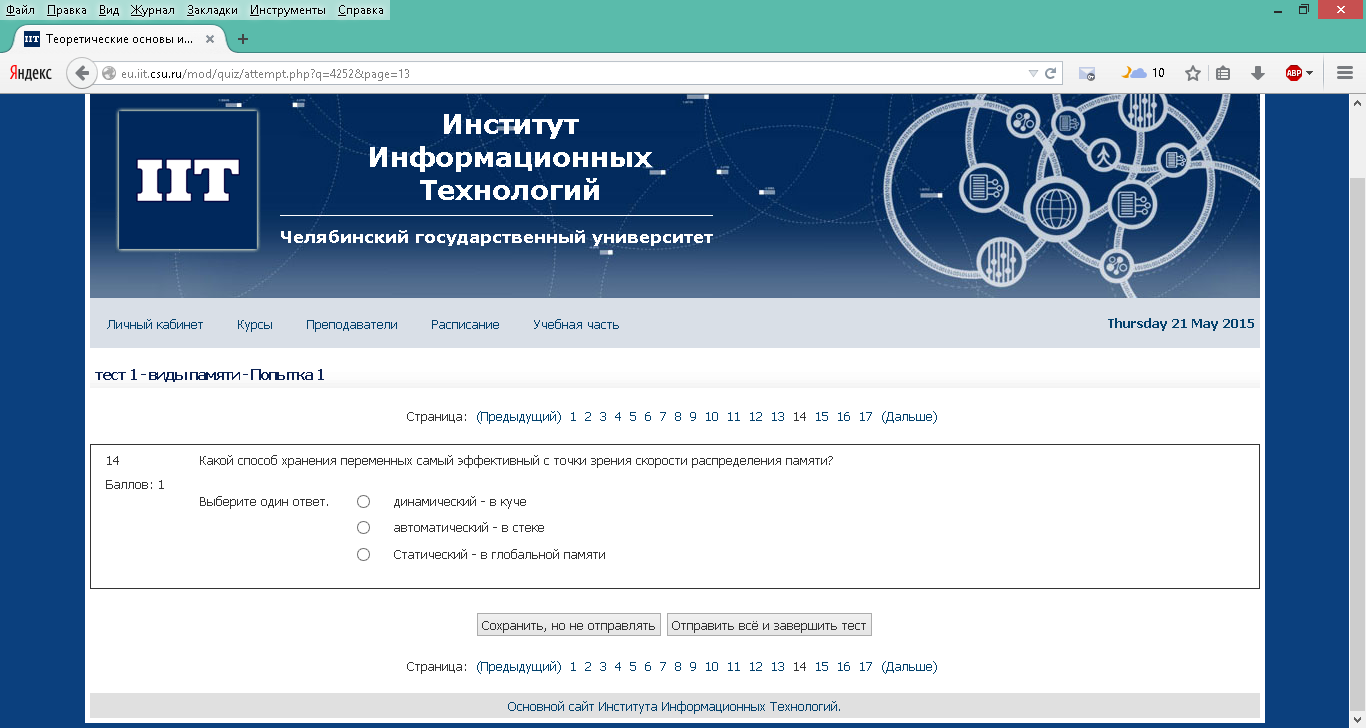 Файл Правка Вид Журнал Закладки Инструменты Справка
IIT Теоретические основы и...
Яндекс eu.iit.csu.ru/mod/quiz/attempt.php?q=4252&page=13 10 ABP
IIT
Институт
Информационных
Технологий
Челябинский государственный университет
Личный кабинет Курсы Преподаватели Расписание Учебная часть Thursday 21 May 2015
тест 1 - виды памяти - Попытка 1
Страница: (Предыдущий) 1 2 3 4 5 6 7 8 9 10 11 12 13 14 15 16 17 (Дальше)
14 Какой способ хранения переменных самый эффективный с точки зрения скорости распределения памяти?
Баллов: 1
Выберите один ответ. динамический - в куче
автоматический - в стеке
Статический - в глобальной памяти
Сохранить, но не отправлять Отправить всё и завершить тест
Страница: (Предыдущий) 1 2 3 4 5 6 7 8 9 10 11 12 13 14 15 16 17 (Дальше)
Основной сайт Института Информационных Технологий.